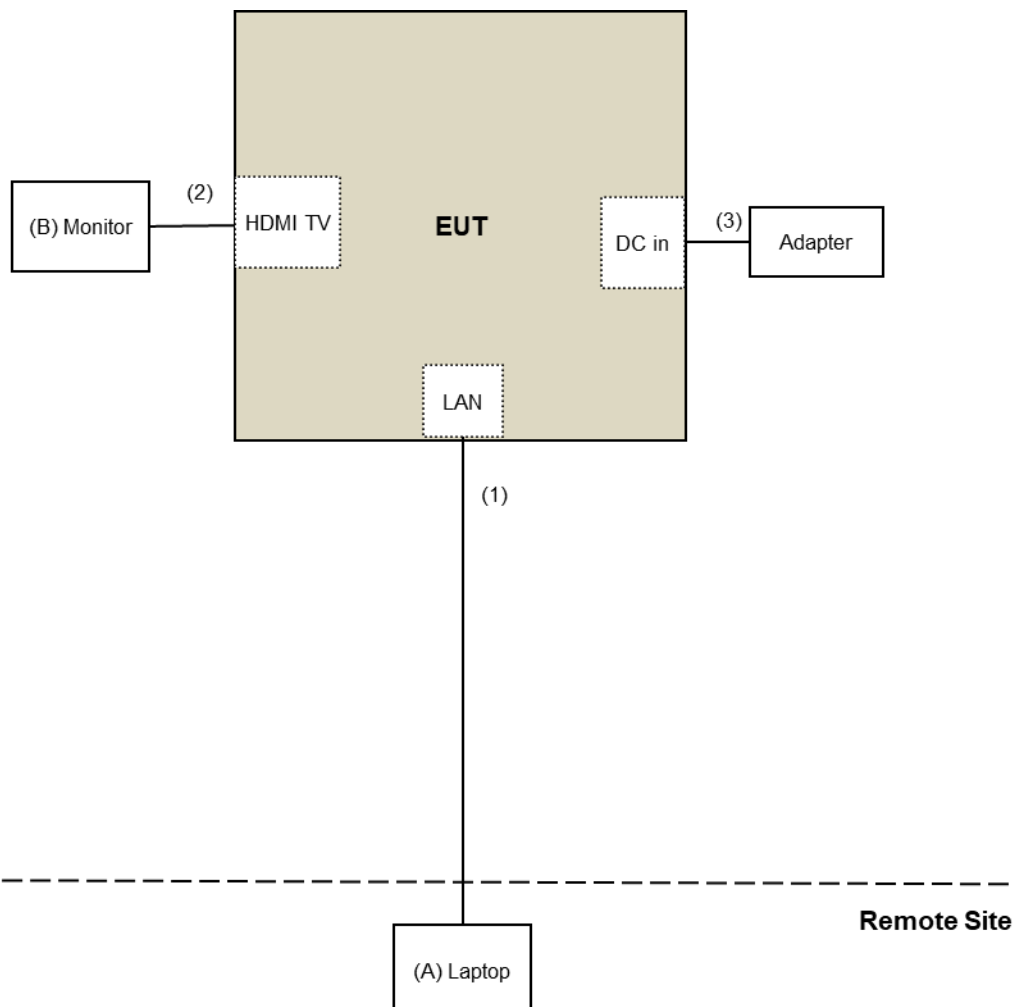 (2)
(B) Monitor
HDMI TV
EUT
DC in
(3)
Adapter
LAN
(1)
Remote Site
(A) Laptop